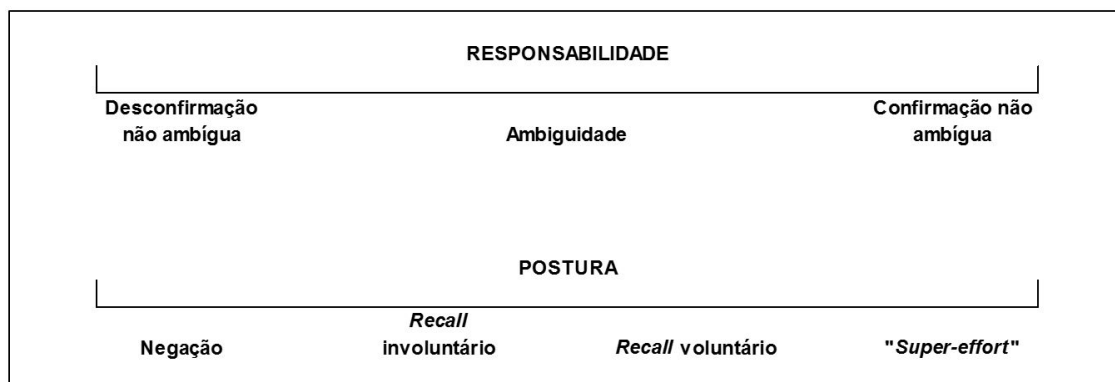 RESPONSABILIDADE
Desconfirmação
não ambígua
Ambiguidade
Confirmação não
ambígua
POSTURA
Negação
Recall
involuntário
Recall voluntário
"Super-effort"